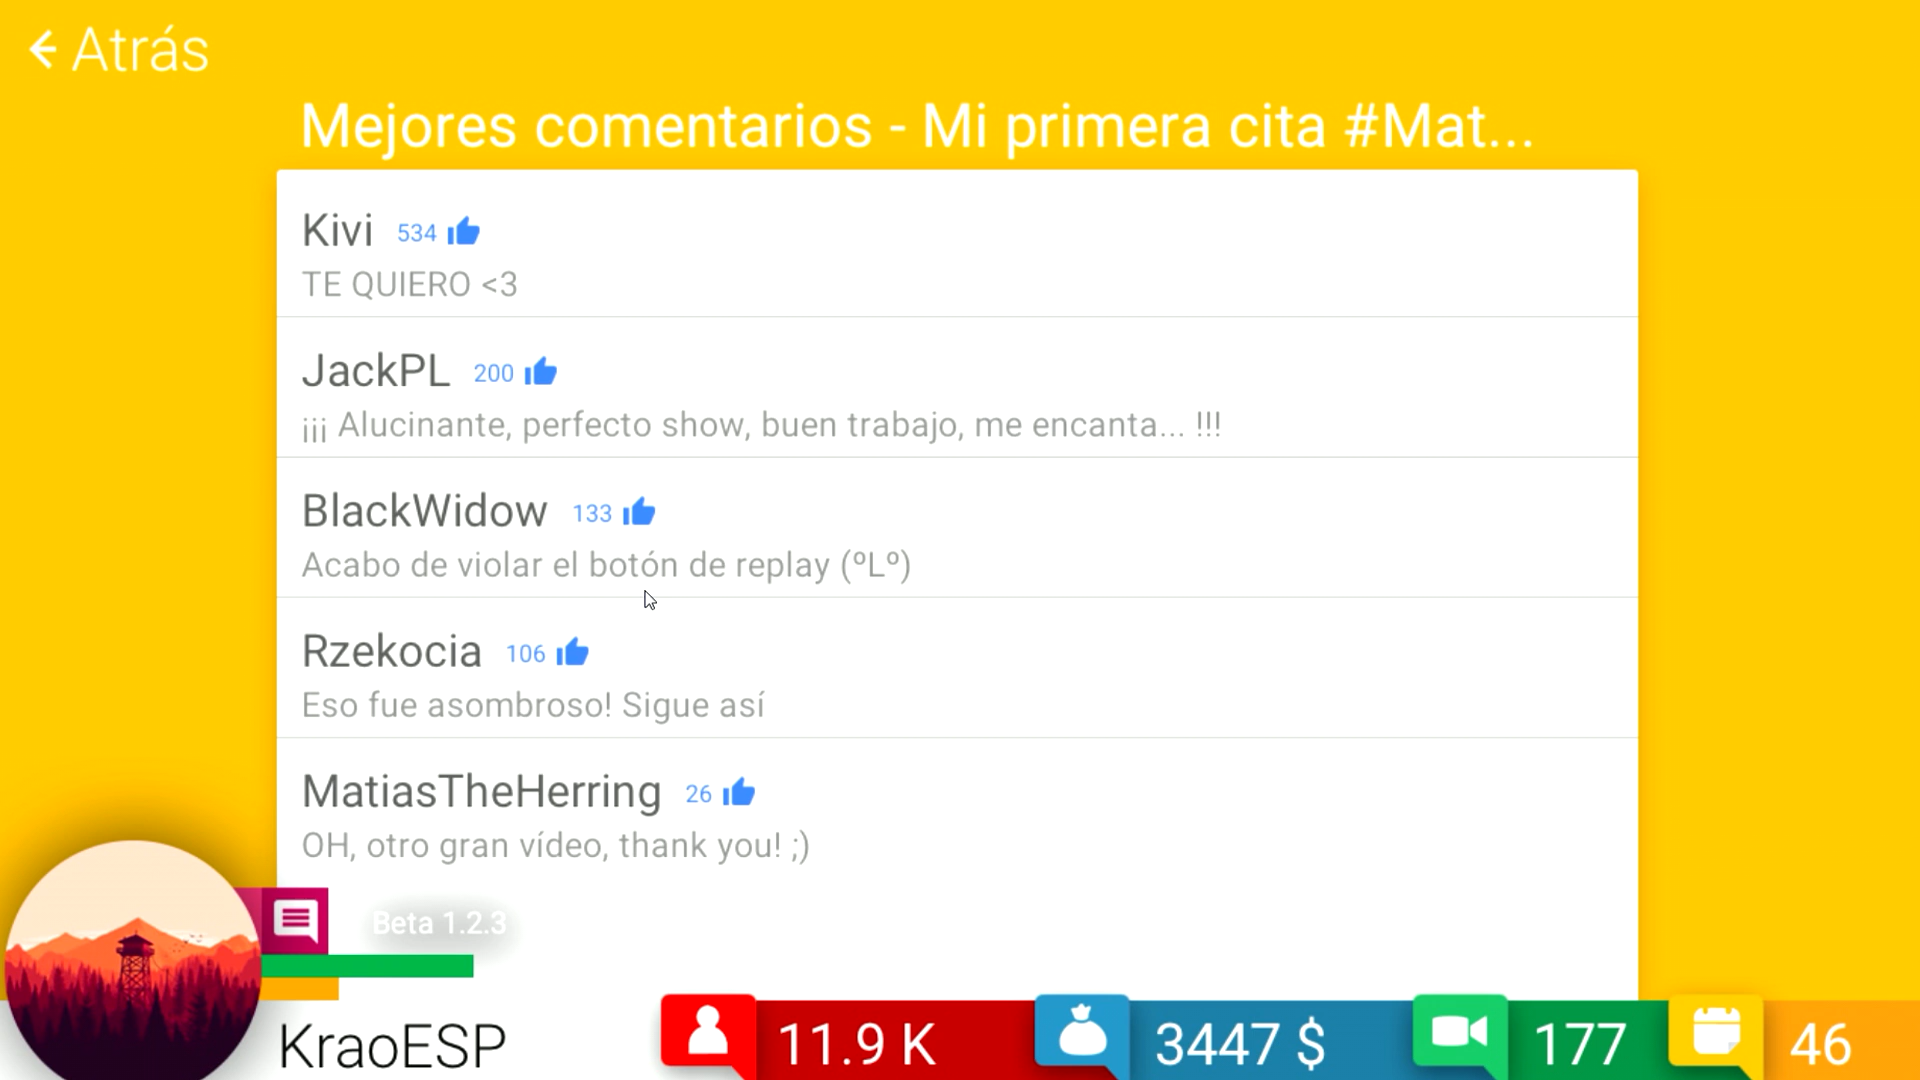 Atrás
Mejores comentarios - Mi primera cita #Mat...
Kivi 534
TE QUIERO <3
JackPL 200
¡¡¡ Alucinante, perfecto show, buen trabajo, me encanta... !!!
BlackWidow 133
Acabo de violar el botón de replay (ºLº)
Rzekocia 106
Eso fue asombroso! Sigue así
MatiasTheHerring 26
OH, otro gran vídeo, thank you! ;)
Beta 1.2.3
KraoESP 11.9 K 3447 $ 177 46